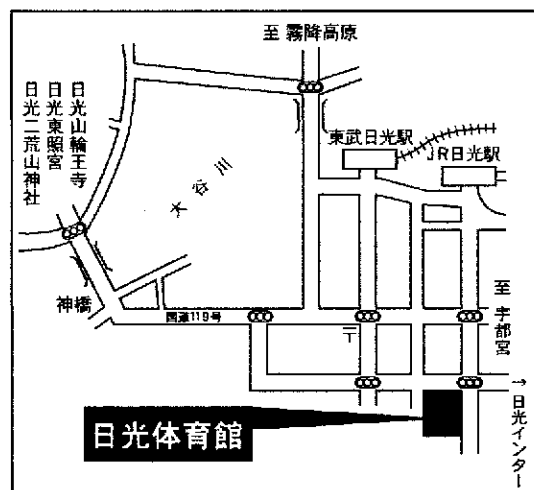 至 霧降高原
東武日光駅
JR日光駅
日光山輪王寺
日光東照宮
日光二荒山神社
大谷川
神橋
国道119号
〒
至 宇都宮
→日光インター
日光体育館